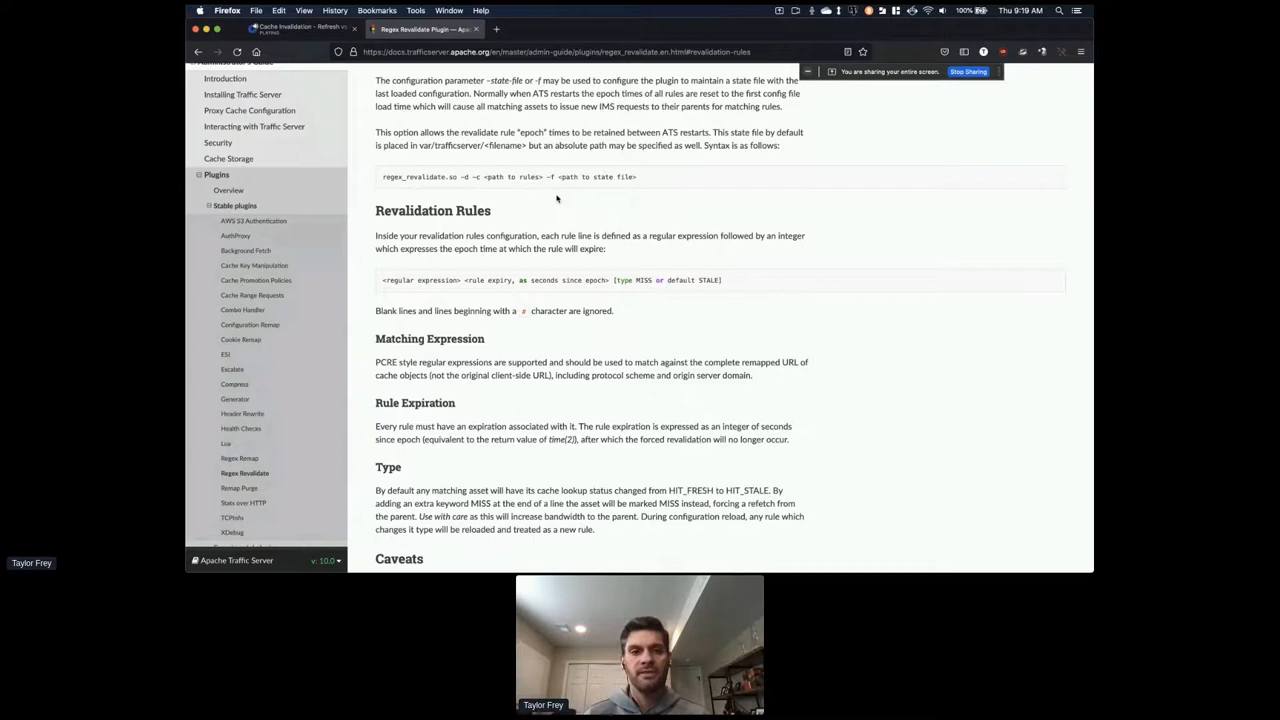 Firefox File Edit View History Bookmarks Tools Window Help
100% Thu 9:19 AM
Cache Invalidation - Refresh vs
PLAYING
Regex Revalidate Plugin — Apa
https://docs.trafficserver.apache.org/en/master/admin-guide/plugins/regex_revalidate.en.html#revalidation-rules
You are sharing your entire screen. Stop Sharing
Introduction
Installing Traffic Server
Proxy Cache Configuration
Interacting with Traffic Server
Security
Cache Storage
Plugins
Overview
Stable plugins
AWS S3 Authentication
AuthProxy
Background Fetch
Cache Key Manipulation
Cache Promotion Policies
Cache Range Requests
Combo Handler
Configuration Remap
Cookie Remap
ESI
Escalate
Compress
Generator
Header Rewrite
Health Checks
Lua
Regex Remap
Regex Revalidate
Remap Purge
Stats over HTTP
TCPInfo
XDebug
Apache Traffic Server v: 10.0
The configuration parameter –state-file or -f may be used to configure the plugin to maintain a state file with the
last loaded configuration. Normally when ATS restarts the epoch times of all rules are reset to the first config file
load time which will cause all matching assets to issue new IMS requests to their parents for matching rules.
This option allows the revalidate rule “epoch” times to be retained between ATS restarts. This state file by default
is placed in var/trafficserver/<filename> but an absolute path may be specified as well. Syntax is as follows:
regex_revalidate.so -d -c <path to rules> -f <path to state file>
Revalidation Rules
Inside your revalidation rules configuration, each rule line is defined as a regular expression followed by an integer
which expresses the epoch time at which the rule will expire:
<regular expression> <rule expiry, as seconds since epoch> [type MISS or default STALE]
Blank lines and lines beginning with a # character are ignored.
Matching Expression
PCRE style regular expressions are supported and should be used to match against the complete remapped URL of
cache objects (not the original client-side URL), including protocol scheme and origin server domain.
Rule Expiration
Every rule must have an expiration associated with it. The rule expiration is expressed as an integer of seconds
since epoch (equivalent to the return value of time(2)), after which the forced revalidation will no longer occur.
Type
By default any matching asset will have its cache lookup status changed from HIT_FRESH to HIT_STALE. By
adding an extra keyword MISS at the end of a line the asset will be marked MISS instead, forcing a refetch from
the parent. Use with care as this will increase bandwidth to the parent. During configuration reload, any rule which
changes it type will be reloaded and treated as a new rule.
Caveats
Taylor Frey
Taylor Frey